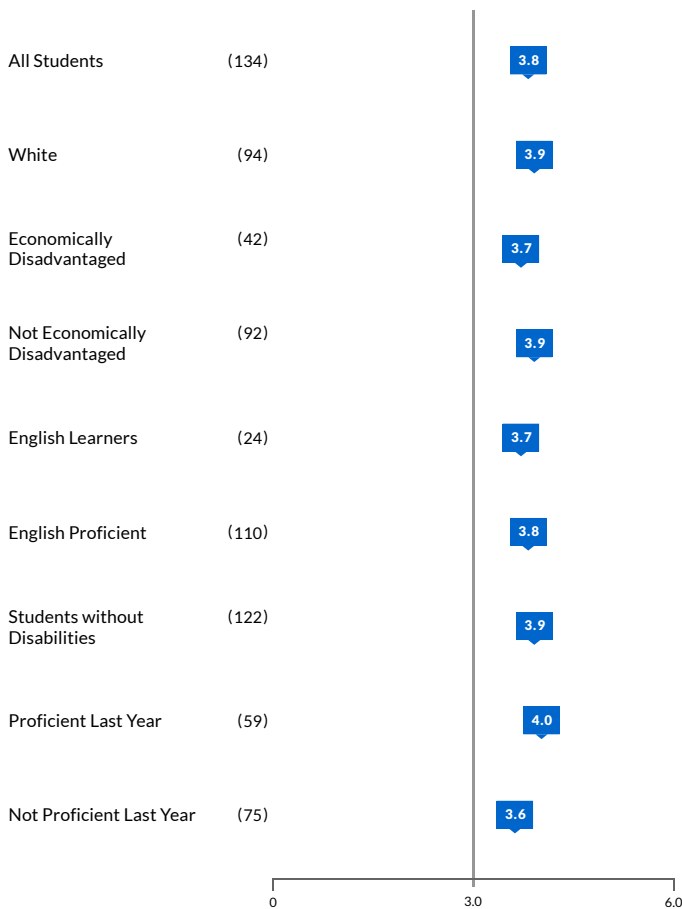 All Students (134) 3.8
White (94) 3.9
Economically (42)
Disadvantaged 3.7
Not Economically (92)
Disadvantaged 3.9
English Learners (24) 3.7
English Proficient (110) 3.8
Students without (122)
Disabilities 3.9
Proficient Last Year (59) 4.0
Not Proficient Last Year (75) 3.6
0 3.0 6.0